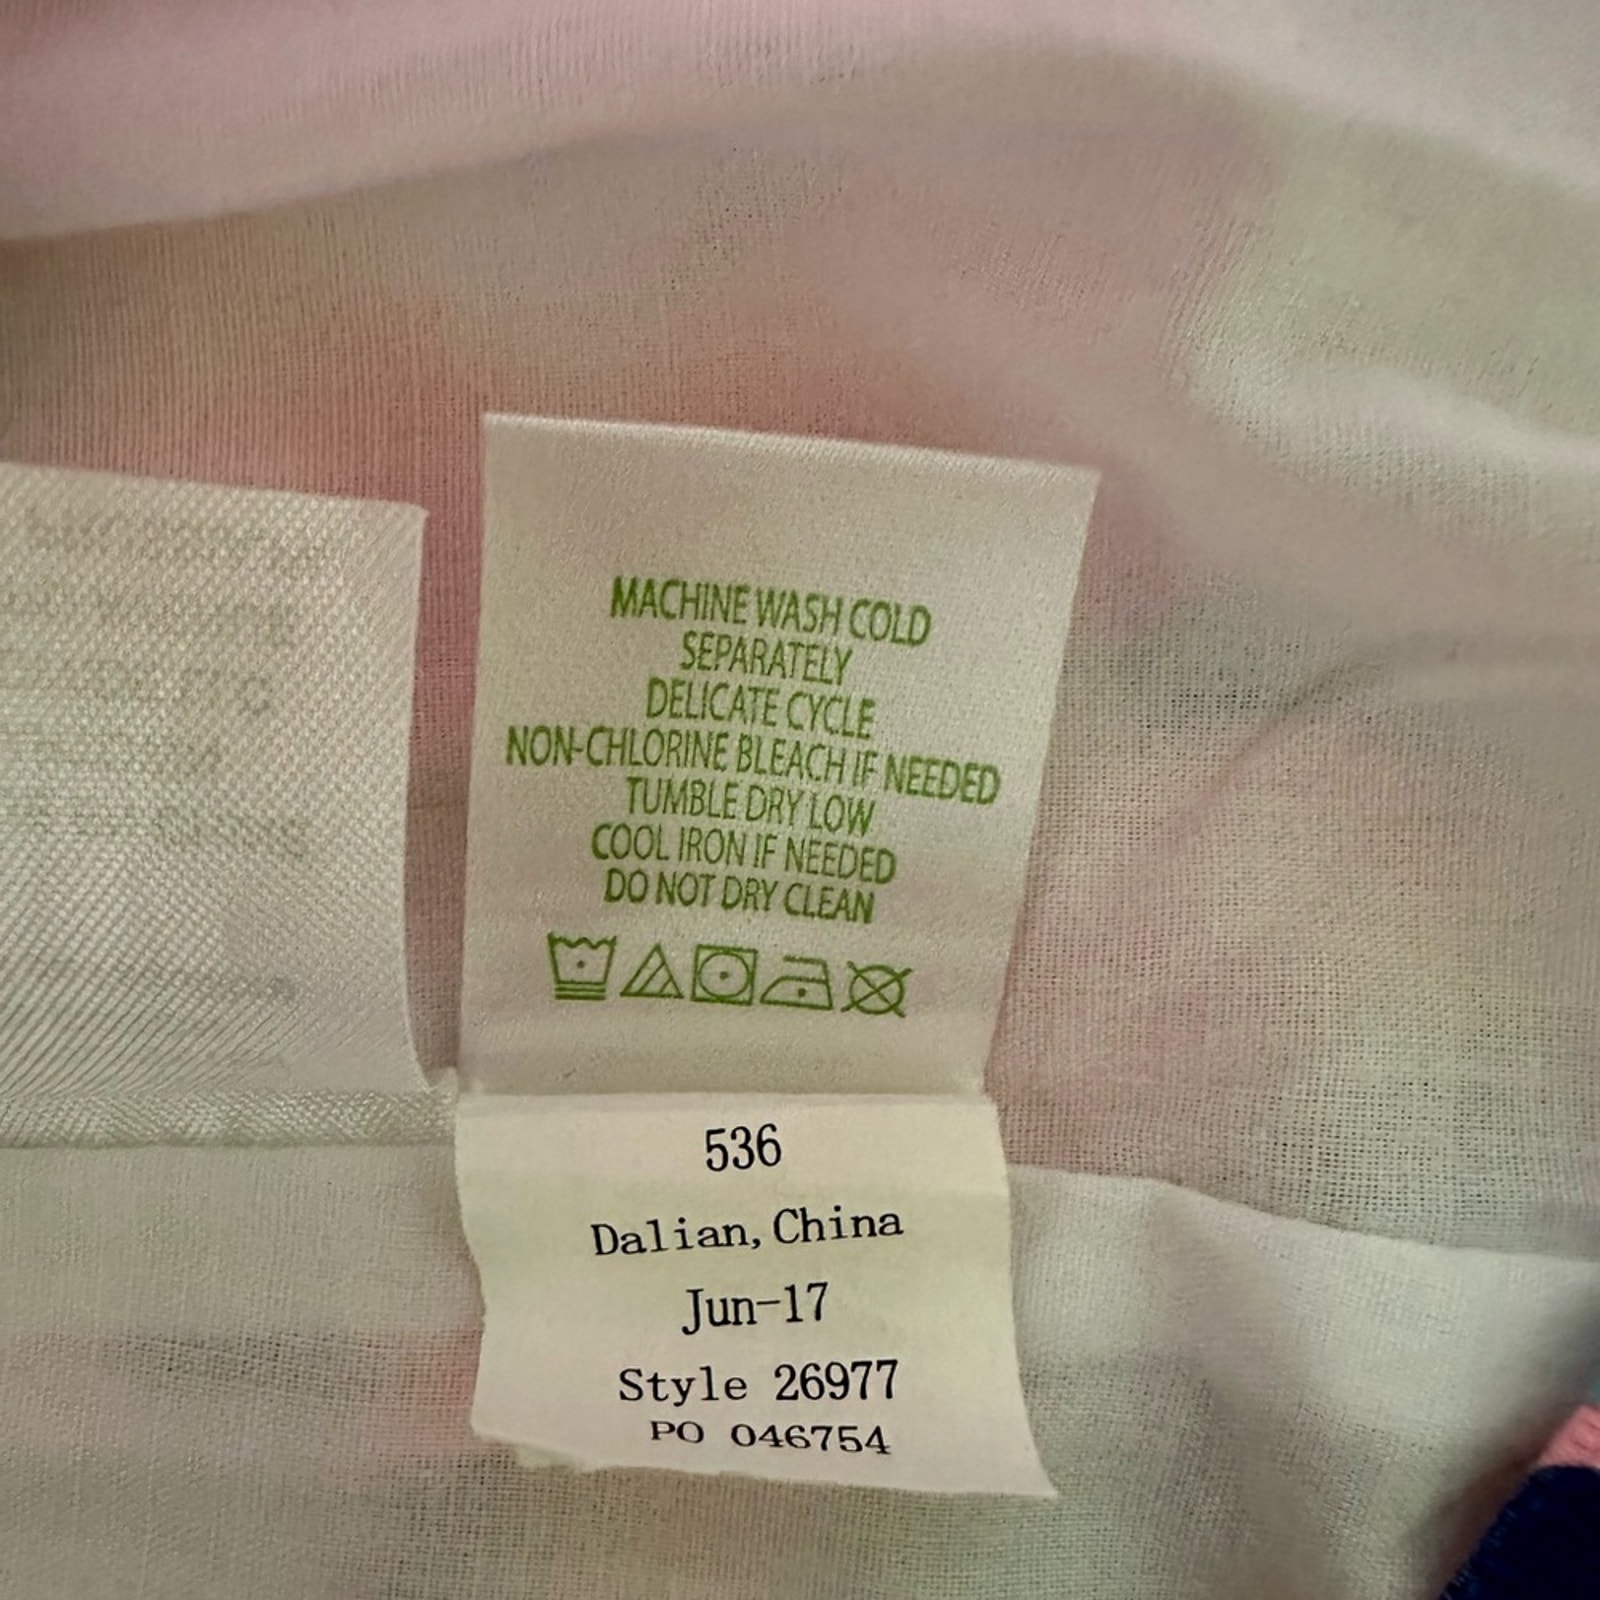 MACHINE WASH COLD
SEPARATELY
DELICATE CYCLE
NON-CHLORINE BLEACH IF NEEDED
TUMBLE DRY LOW
COOL IRON IF NEEDED
DO NOT DRY CLEAN
536
Dalian, China
Jun-17
Style 26977
PO 046754